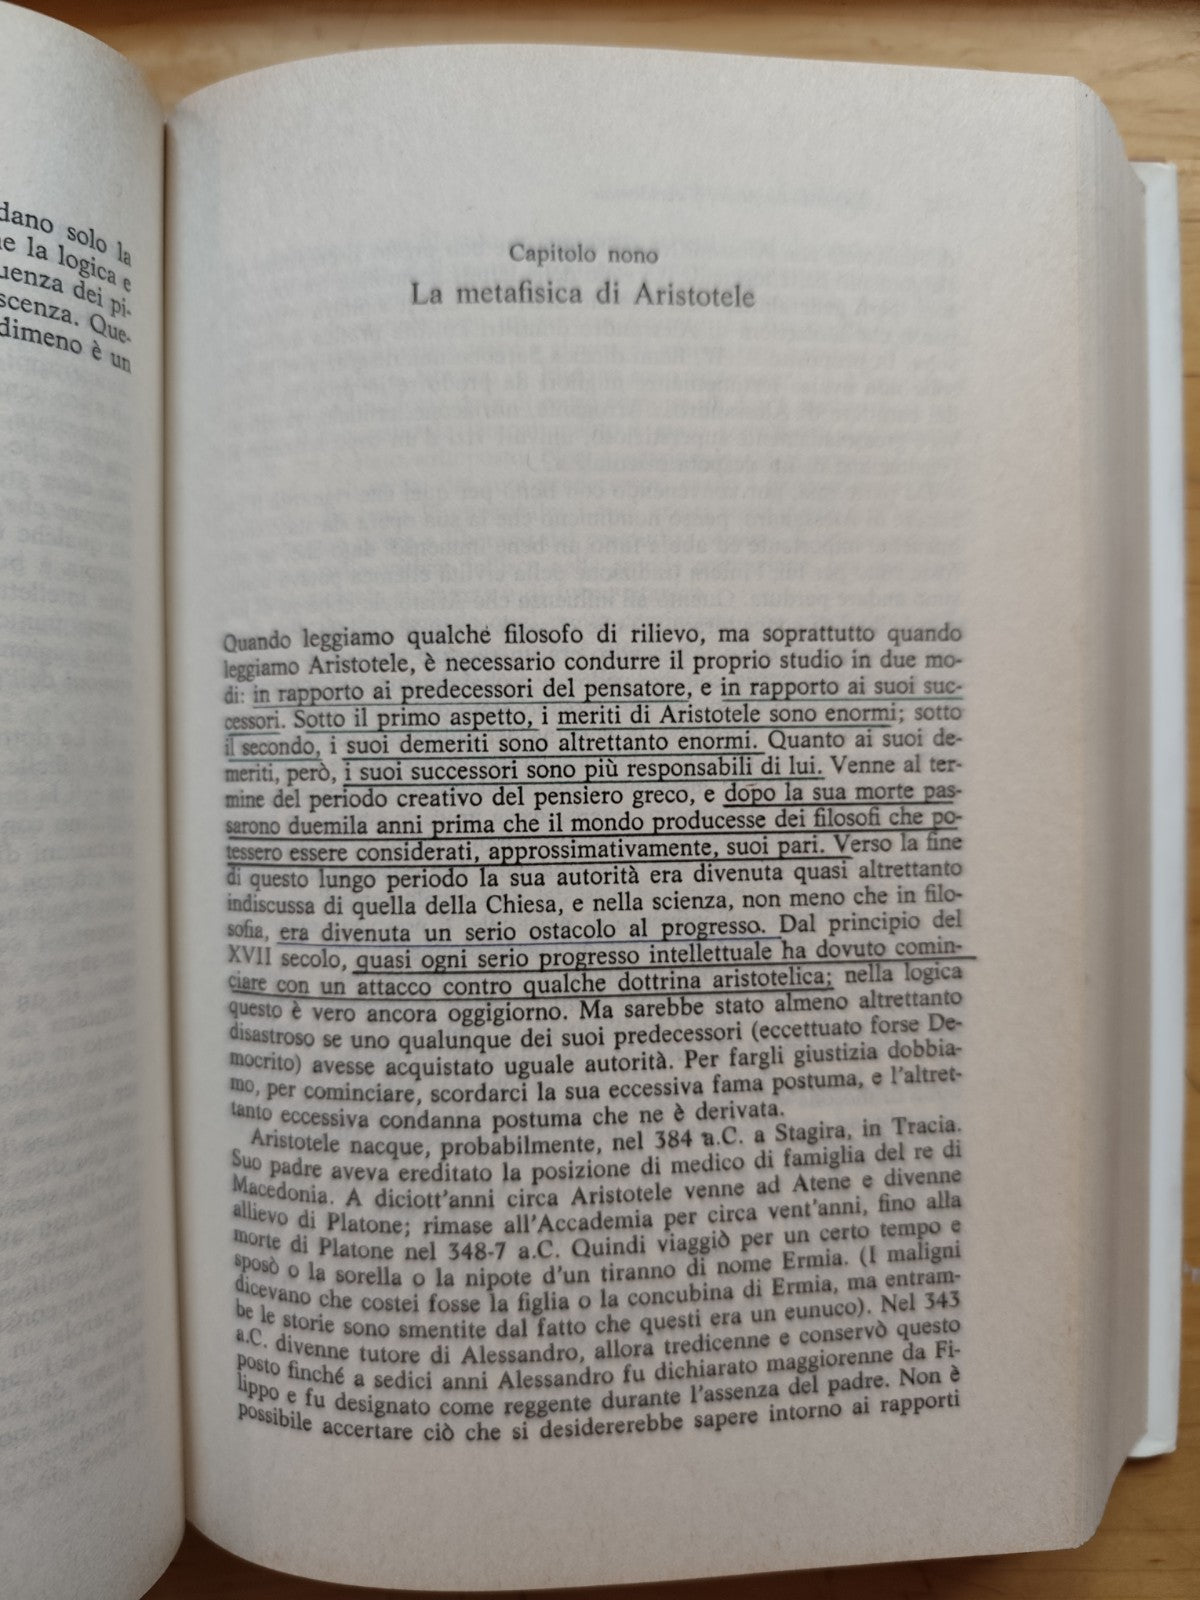 dano solo la
la logica e
dei pi-
Que-
dimeno è un
Capitolo nono
La metafisica di Aristotele
Quando leggiamo qualche filosofo di rilievo, ma soprattutto quando
leggiamo Aristotele, è necessario condurre il proprio studio in due mo-
di: in rapporto ai predecessori del pensatore, e in rapporto ai suoi suc-
cessori. Sotto il primo aspetto, i meriti di Aristotele sono enormi; sotto
il secondo, i suoi demeriti sono altrettanto enormi. Quanto ai suoi de-
meriti, però, i suoi successori sono più responsabili di lui. Venne al ter-
mine del periodo creativo del pensiero greco, e dopo la sua morte pas-
sarono duemila anni prima che il mondo producesse dei filosofi che po-
tessero essere considerati, approssimativamente, suoi pari. Verso la fine
di questo lungo periodo la sua autorità era divenuta quasi altrettanto
indiscussa di quella della Chiesa, e nella scienza, non meno che in filo-
sofia, era divenuta un serio ostacolo al progresso. Dal principio del
XVII secolo, quasi ogni serio progresso intellettuale ha dovuto comin-
ciare con un attacco contro qualche dottrina aristotelica; nella logica
questo è vero ancora oggigiorno. Ma sarebbe stato almeno altrettanto
disastroso se uno qualunque dei suoi predecessori (eccettuato forse De-
mocrito) avesse acquistato uguale autorità. Per fargli giustizia dobbia-
mo, per cominciare, scordarci la sua eccessiva fama postuma, e l'altret-
tanto eccessiva condanna postuma che ne è derivata.
Aristotele nacque, probabilmente, nel 384 a.C. a Stagira, in Tracia.
Suo padre aveva ereditato la posizione di medico di famiglia del re di
Macedonia. A diciott'anni circa Aristotele venne ad Atene e divenne
allievo di Platone; rimase all'Accademia per circa vent'anni, fino alla
morte di Platone nel 348-7 a.C. Quindi viaggiò per un certo tempo e
sposò o la sorella o la nipote d'un tiranno di nome Ermia. (I maligni
dicevano che costei fosse la figlia o la concubina di Ermia, ma entram-
be le storie sono smentite dal fatto che questi era un eunuco). Nel 343
a.C. divenne tutore di Alessandro, allora tredicenne e conservò questo
posto finché a sedici anni Alessandro fu dichiarato maggiorenne da Fi-
lippo e fu designato come reggente durante l'assenza del padre. Non è
possibile accertare ciò che si desidererebbe sapere intorno ai rapporti